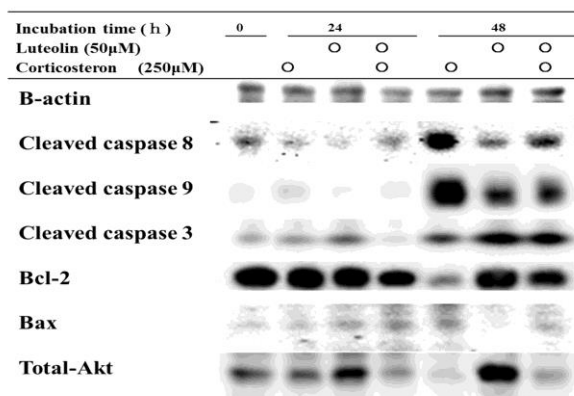 Incubation time (h) 0 24 48
Luteolin (50μM) O O O O
Corticosteron (250μM) O O O O
B-actin
Cleaved caspase 8
Cleaved caspase 9
Cleaved caspase 3
Bcl-2
Bax
Total-Akt